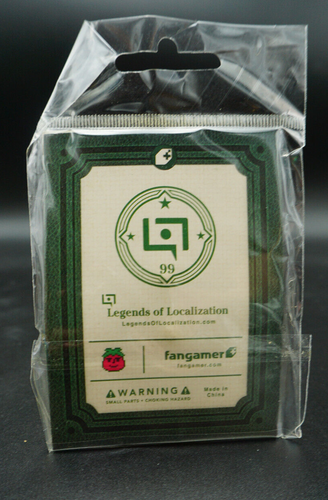 99
Legends of Localization
LegendsOfLocalization.com
fangamer
fangamer.com
WARNING
SMALL PARTS • CHOKING HAZARD
Made in
China